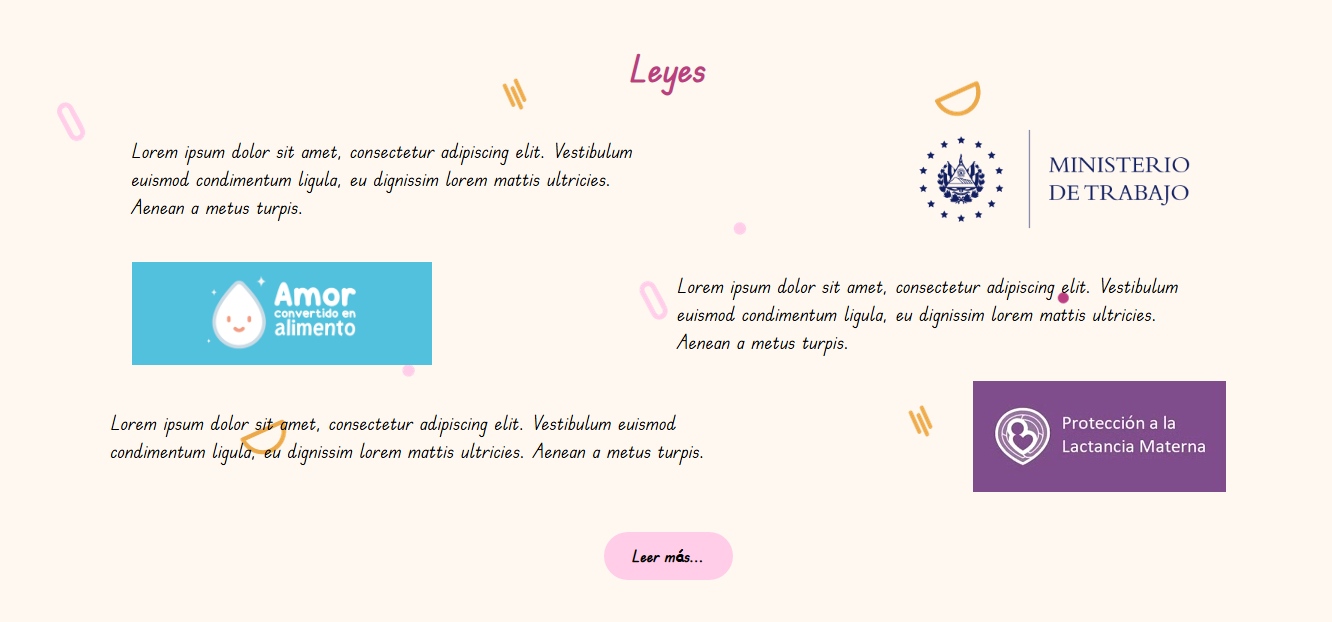 Leyes
Lorem ipsum dolor sit amet, consectetur adipiscing elit. Vestibulum
euismod condimentum ligula, eu dignissim lorem mattis ultricies.
Aenean a metus turpis.
MINISTERIO
DE TRABAJO
Amor
convertido en
alimento
Lorem ipsum dolor sit amet, consectetur adipiscing elit. Vestibulum
euismod condimentum ligula, eu dignissim lorem mattis ultricies.
Aenean a metus turpis.
Lorem ipsum dolor sit amet, consectetur adipiscing elit. Vestibulum euismod
condimentum ligula, eu dignissim lorem mattis ultricies. Aenean a metus turpis.
Protección a la
Lactancia Materna
Leer más...